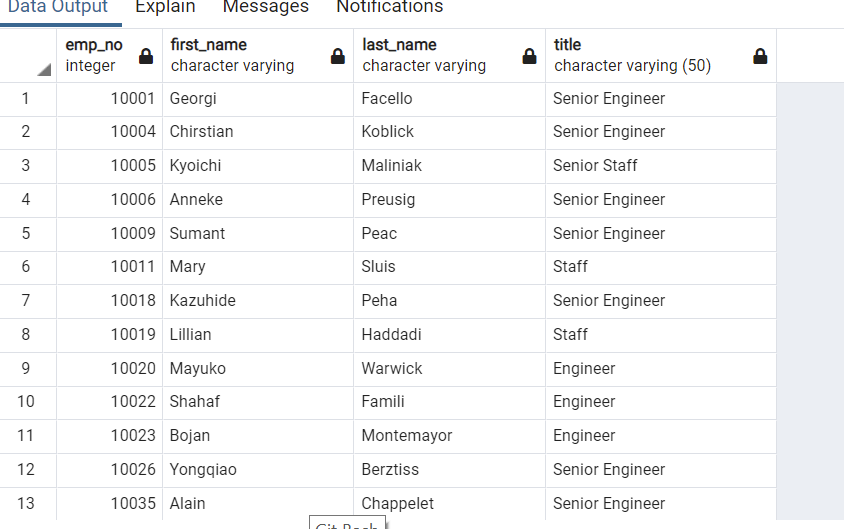 Data Output Explain Messages Notifications
emp_no first_name last_name title
integer character varying character varying character varying (50)
1 10001 Georgi Facello Senior Engineer
2 10004 Chirstian Koblick Senior Engineer
3 10005 Kyoichi Maliniak Senior Staff
4 10006 Anneke Preusig Senior Engineer
5 10009 Sumant Peac Senior Engineer
6 10011 Mary Sluis Staff
7 10018 Kazuhide Peha Senior Engineer
8 10019 Lillian Haddadi Staff
9 10020 Mayuko Warwick Engineer
10 10022 Shahaf Famili Engineer
11 10023 Bojan Montemayor Engineer
12 10026 Yongqiao Berztiss Senior Engineer
13 10035 Alain Chappelet Senior Engineer
Git Bash